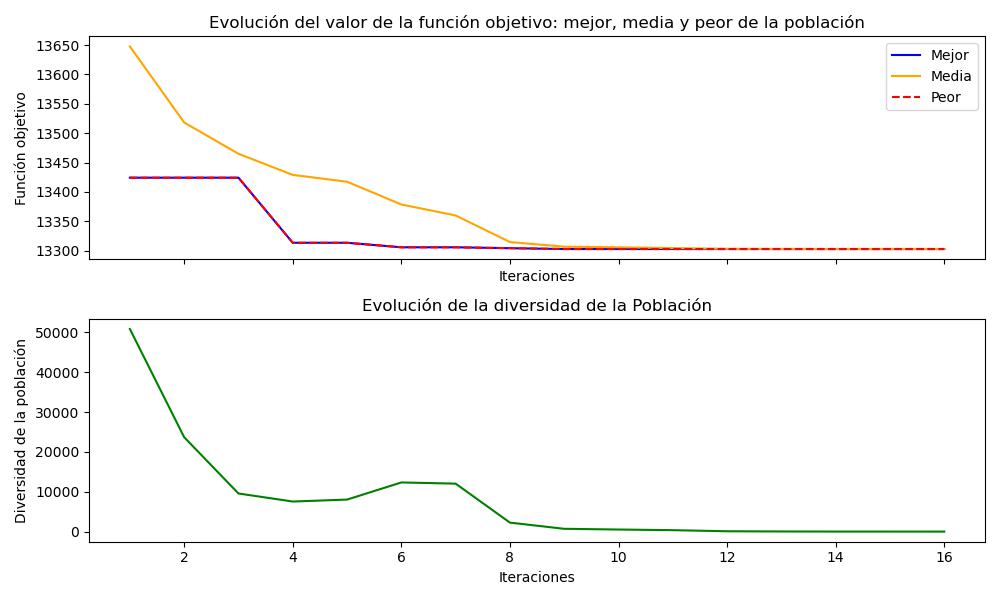 Evolución del valor de la función objetivo: mejor, media y peor de la población
Función objetivo
13650
13600
13550
13500
13450
13400
13350
13300
Mejor
Media
Peor
Iteraciones
Evolución de la diversidad de la Población
Diversidad de la población
50000
40000
30000
20000
10000
0
2 4 6 8 10 12 14 16
Iteraciones